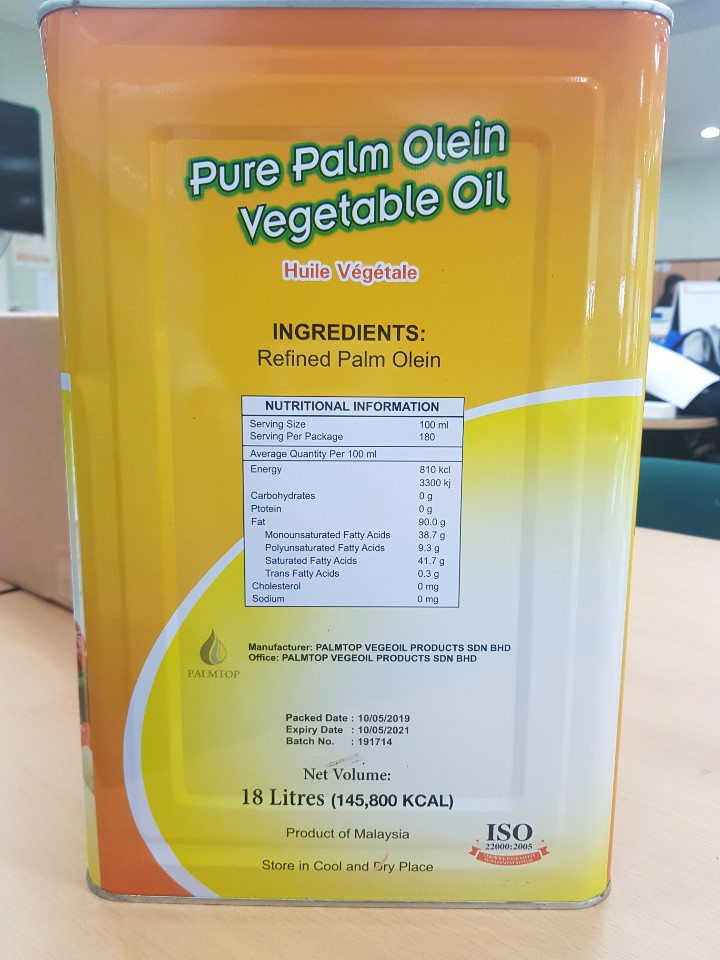 Pure Palm Olein
Vegetable Oil
Huile Végétale
INGREDIENTS:
Refined Palm Olein
NUTRITIONAL INFORMATION
Serving Size 100 ml
Serving Per Package 180
Average Quantity Per 100 ml
Energy 810 kcl
3300 kj
Carbohydrates 0 g
Ptotein 0 g
Fat 90.0 g
Monounsaturated Fatty Acids 38.7 g
Polyunsaturated Fatty Acids 9.3 g
Saturated Fatty Acids 41.7 g
Trans Fatty Acids 0.3 g
Cholesterol 0 mg
Sodium 0 mg
PALMTOP
Manufacturer: PALMTOP VEGEOIL PRODUCTS SDN BHD
Office: PALMTOP VEGEOIL PRODUCTS SDN BHD
Packed Date : 10/05/2019
Expiry Date : 10/05/2021
Batch No. : 191714
Net Volume:
18 Litres (145,800 KCAL)
Product of Malaysia
Store in Cool and Dry Place
ISO
22000:2005